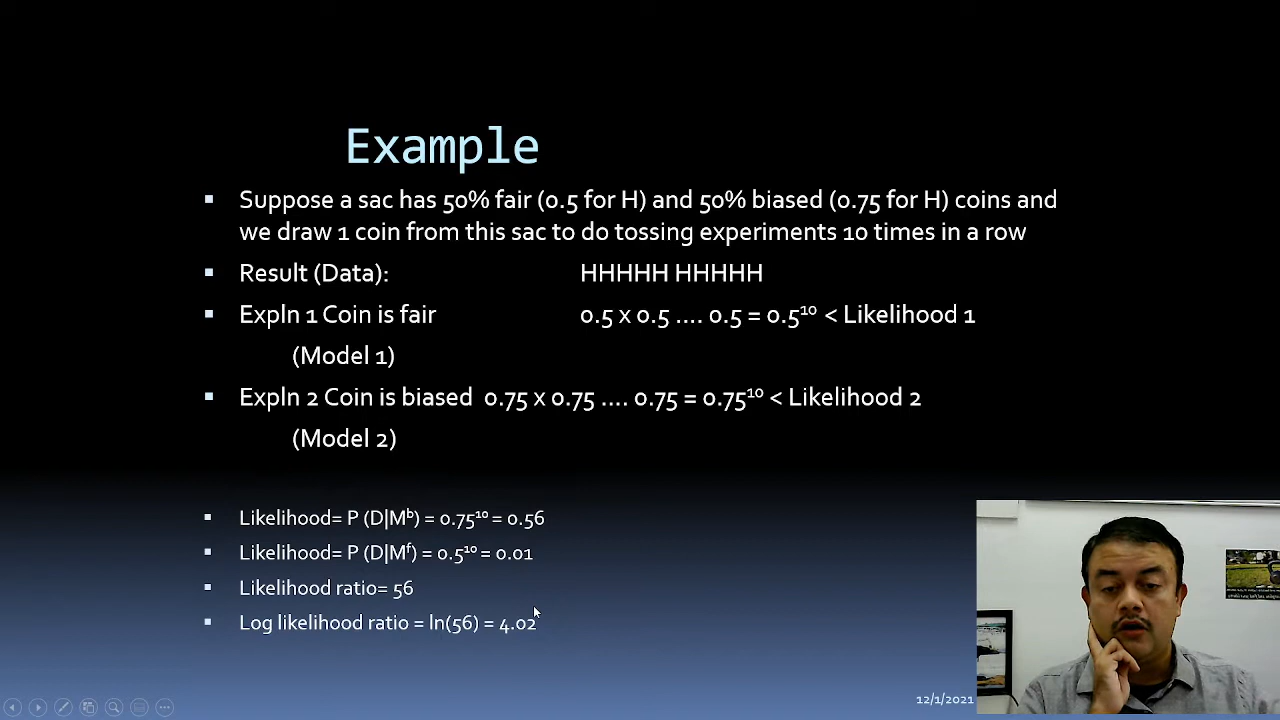 Example
▪ Suppose a sac has 50% fair (0.5 for H) and 50% biased (0.75 for H) coins and
we draw 1 coin from this sac to do tossing experiments 10 times in a row
▪ Result (Data): HHHHH HHHHH
▪ Expln 1 Coin is fair 0.5 x 0.5 .... 0.5 = 0.5¹⁰ < Likelihood 1
(Model 1)
▪ Expln 2 Coin is biased 0.75 x 0.75 .... 0.75 = 0.75¹⁰ < Likelihood 2
(Model 2)
▪ Likelihood= P (D|Mᵇ) = 0.75¹⁰ = 0.56
▪ Likelihood= P (D|Mᶠ) = 0.5¹⁰ = 0.01
▪ Likelihood ratio= 56
▪ Log likelihood ratio = ln(56) = 4.02
12/1/2021